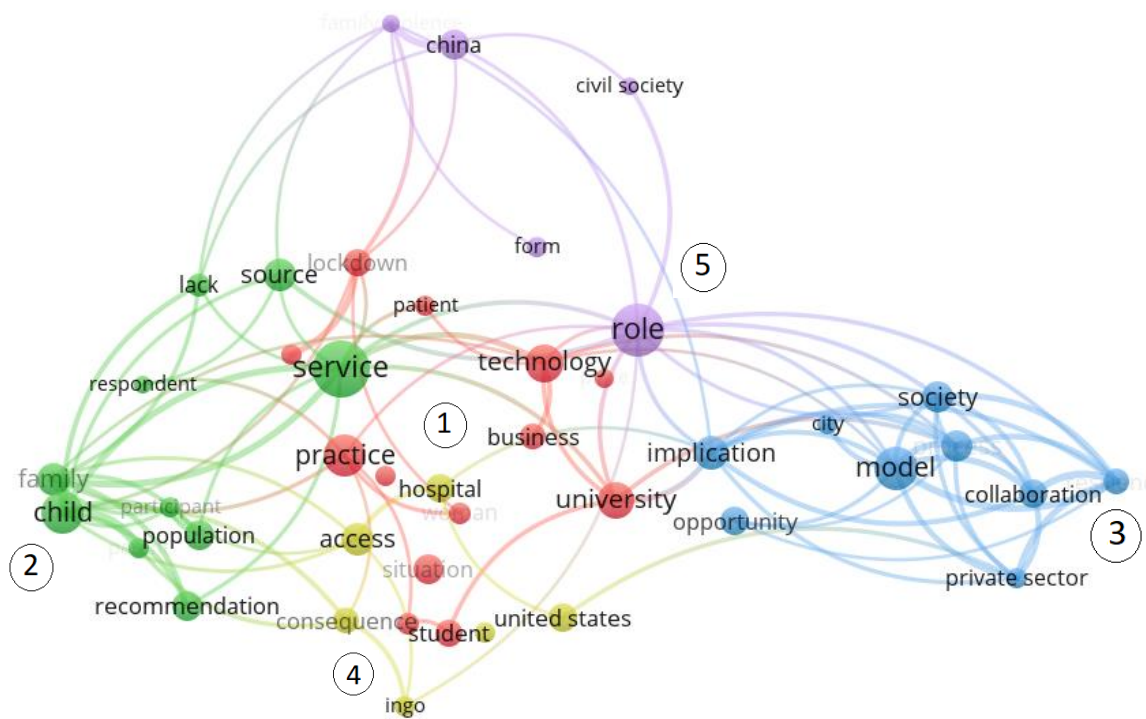 family violence
china
civil society
form
5
lockdown
source
lack
patient
role
technology
service
respondent
society
city
business
1
implication
practice
model
process
family
hospital
collaboration
university
child
participant
woman
opportunity
population
access
3
2
situation
private sector
recommendation
united states
consequence
student
4
ingo